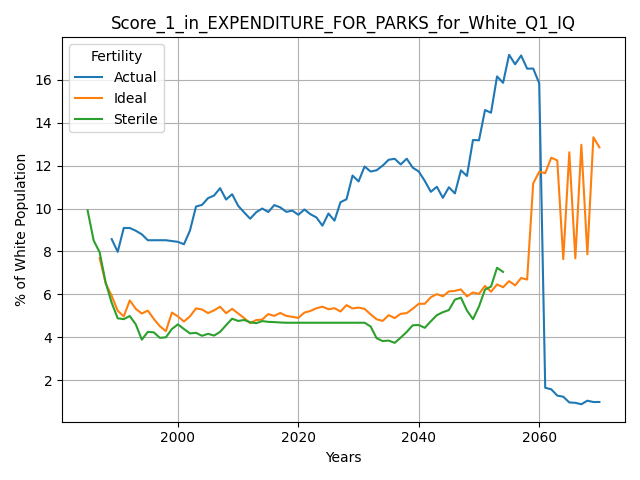 Score_1_in_EXPENDITURE_FOR_PARKS_for_White_Q1_IQ
Fertility
Actual
Ideal
Sterile
% of White Population
16
14
12
10
8
6
4
2
2000
2020
2040
2060
Years